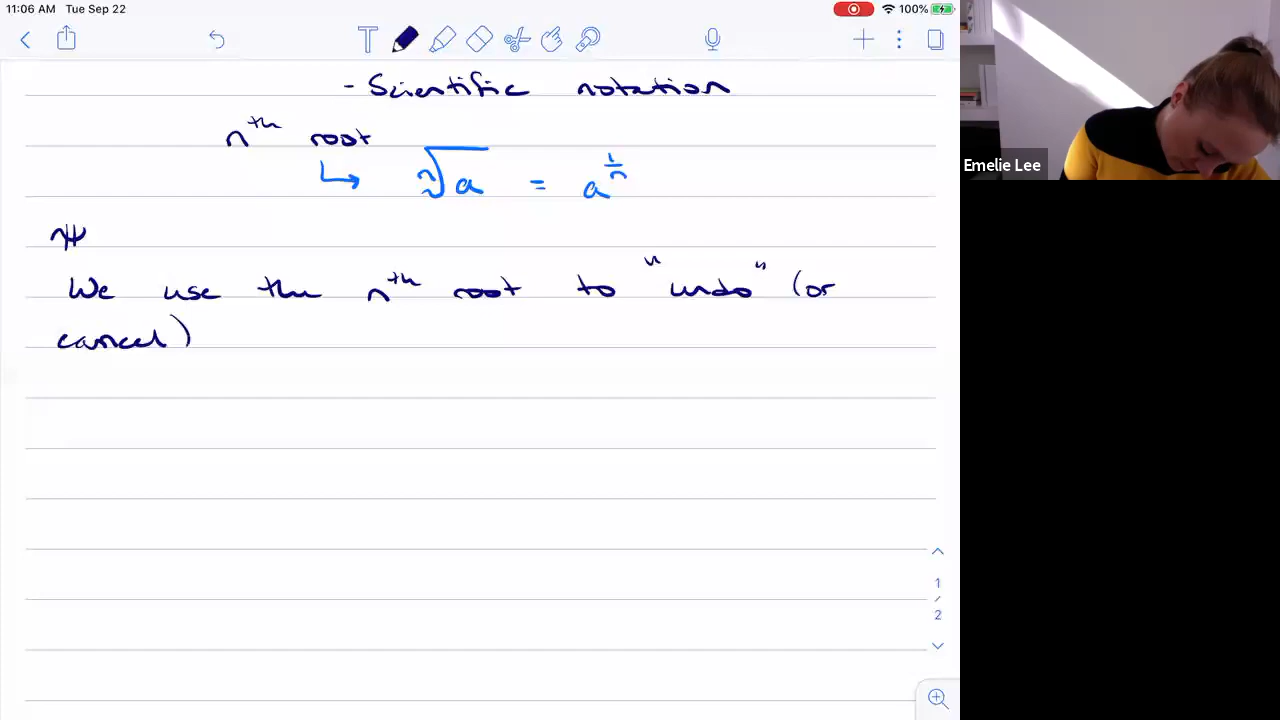 11:06 AM Tue Sep 22
100%
- Scientific notation
nᵗʰ root
ⁿ√a = a^(1/n)
We use the nᵗʰ root to "undo" (or
cancel)
Emelie Lee
1
/
2